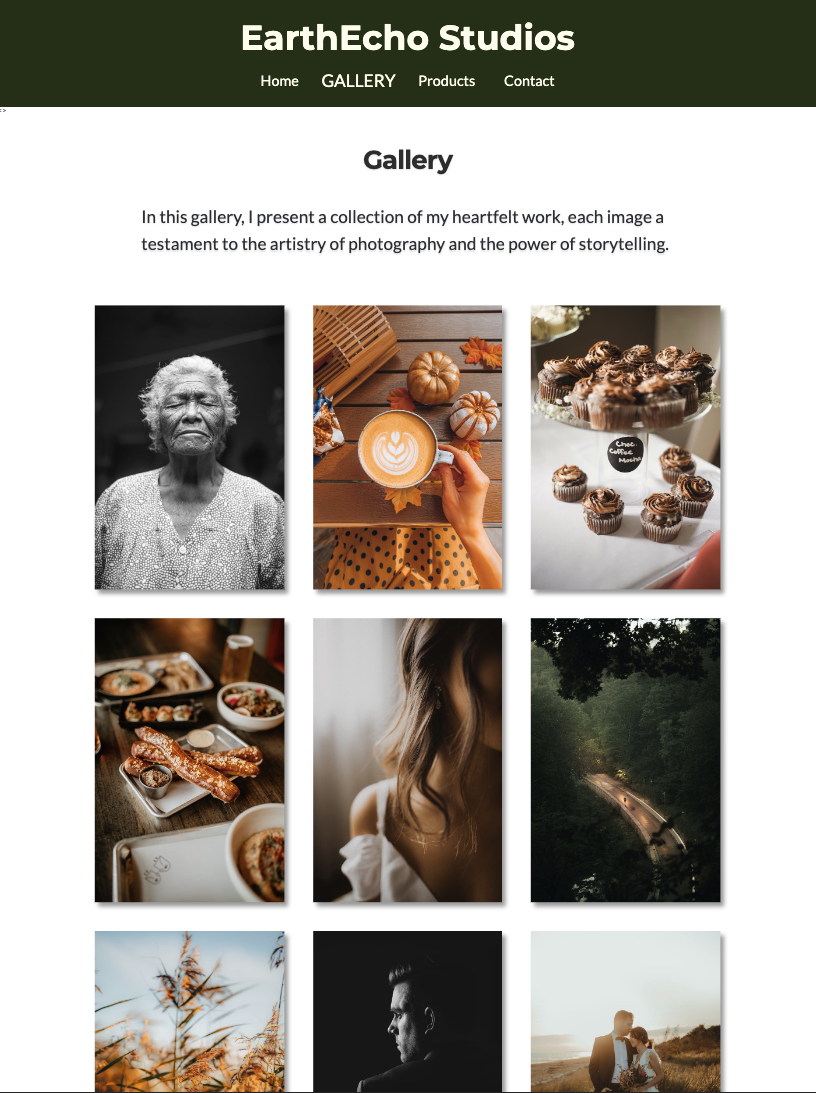 EarthEcho Studios
Home GALLERY Products Contact
Gallery
In this gallery, I present a collection of my heartfelt work, each image a
testament to the artistry of photography and the power of storytelling.
Choc.
Coffee
Mocha